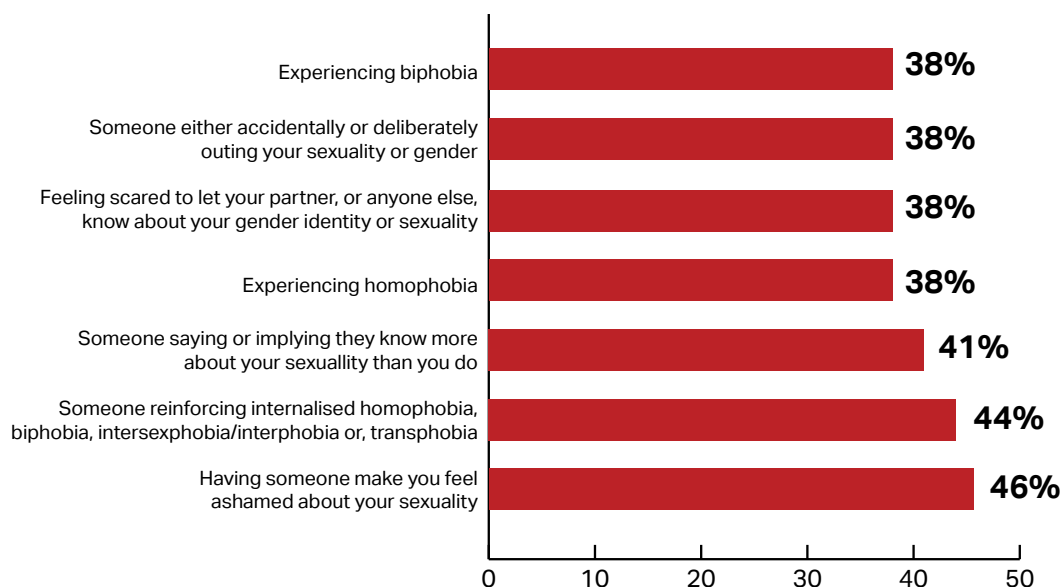 Experiencing biphobia
38%
Someone either accidentally or deliberately
outing your sexuality or gender
38%
Feeling scared to let your partner, or anyone else,
know about your gender identity or sexuality
38%
Experiencing homophobia
38%
Someone saying or implying they know more
about your sexuallity than you do
41%
Someone reinforcing internalised homophobia,
biphobia, intersexphobia/interphobia or, transphobia
44%
Having someone make you feel
ashamed about your sexuality
46%
0 10 20 30 40 50